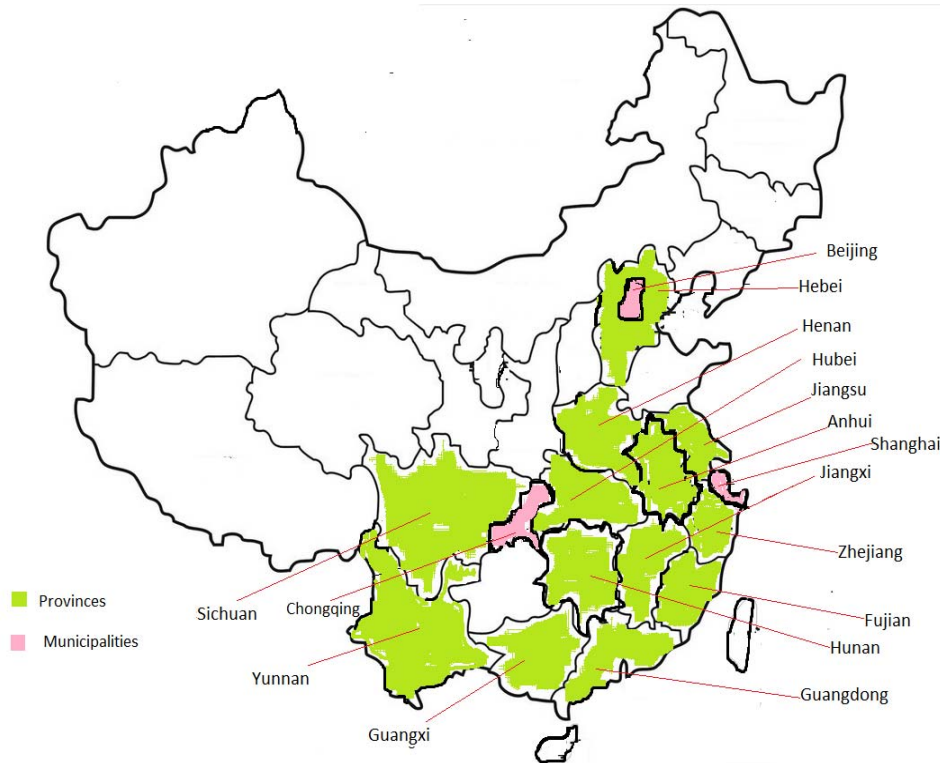 Beijing
Hebei
Henan
Hubei
Jiangsu
Anhui
Shanghai
Jiangxi
Zhejiang
Fujian
Hunan
Guangdong
Guangxi
Yunnan
Chongqing
Sichuan
Provinces
Municipalities